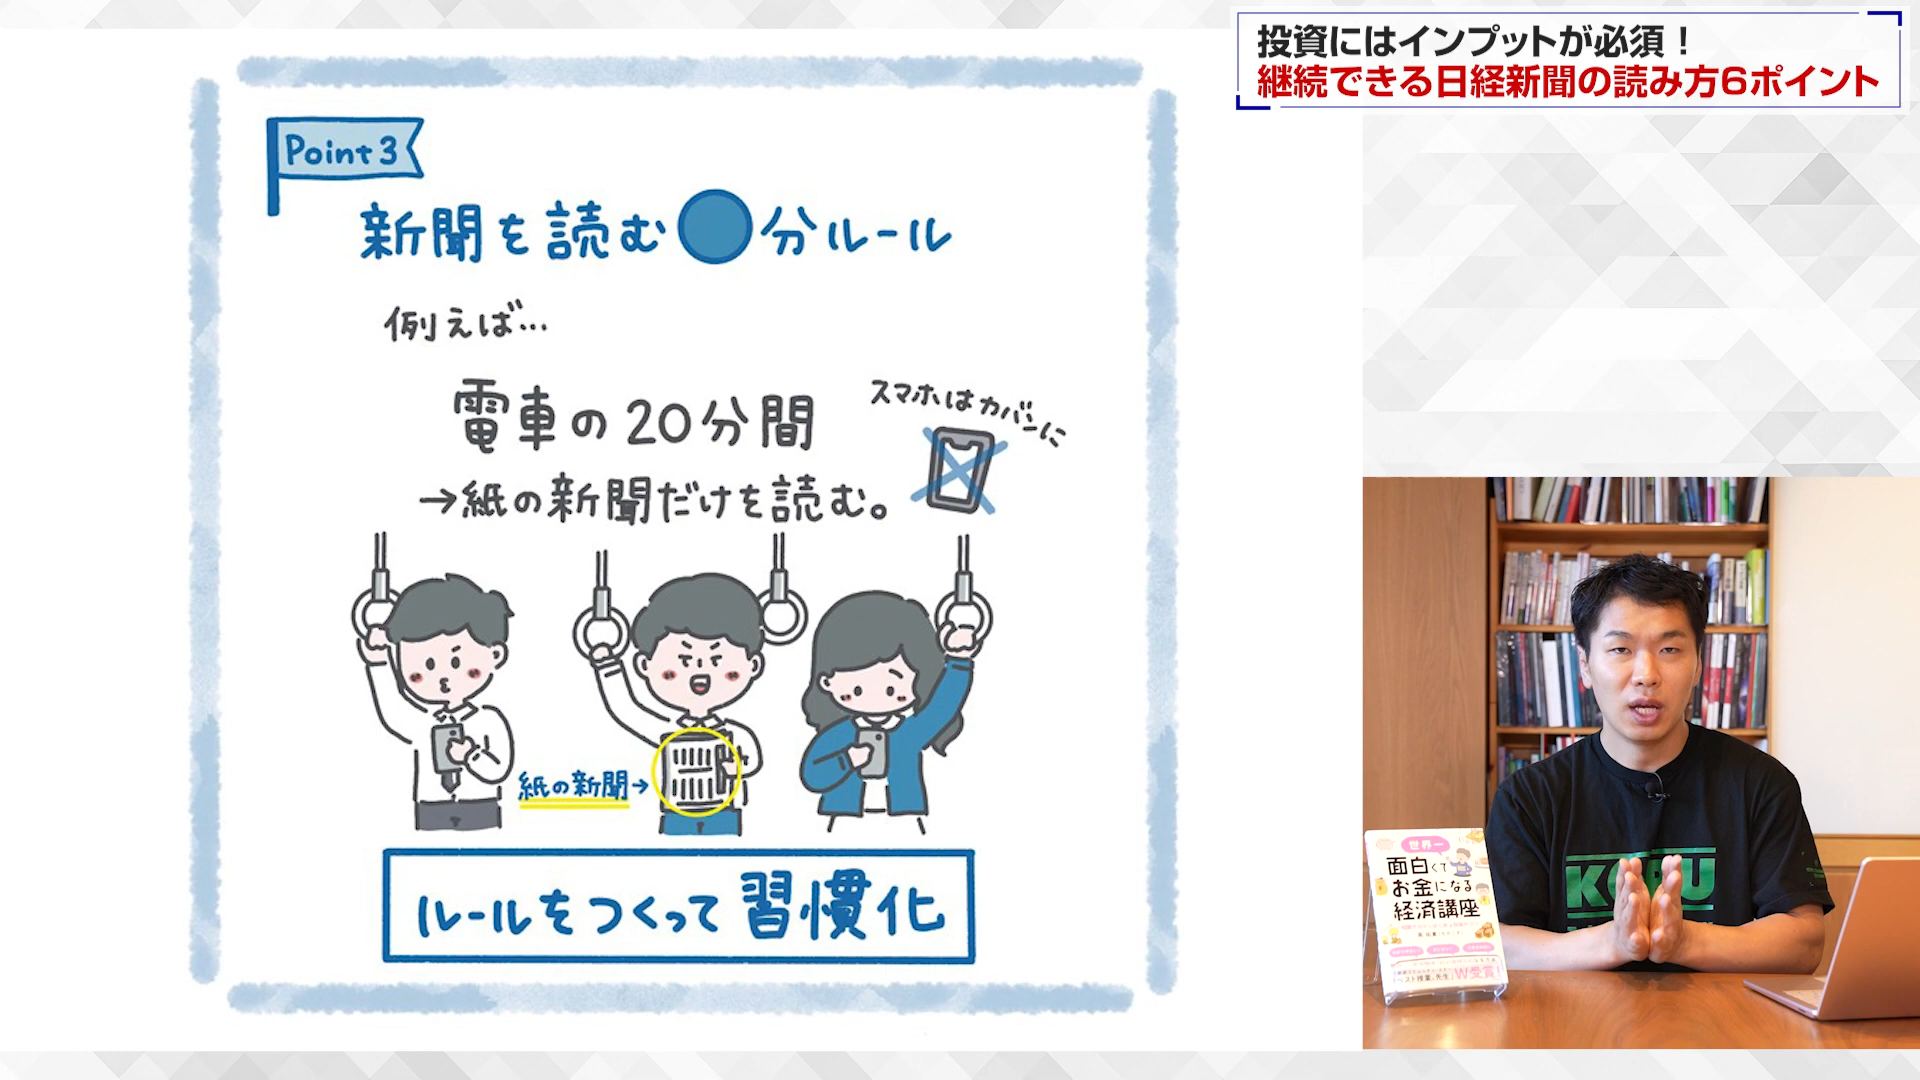 投資にはインプットが必須！
継続できる日経新聞の読み方6ポイント
Point 3
新聞を読む●分ルール
例えば…
電車の20分間
→紙の新聞だけを読む。
スマホはカバンに
紙の新聞→
ルールをつくって習慣化
世界一
面白くて
お金になる
経済講座
W受賞！